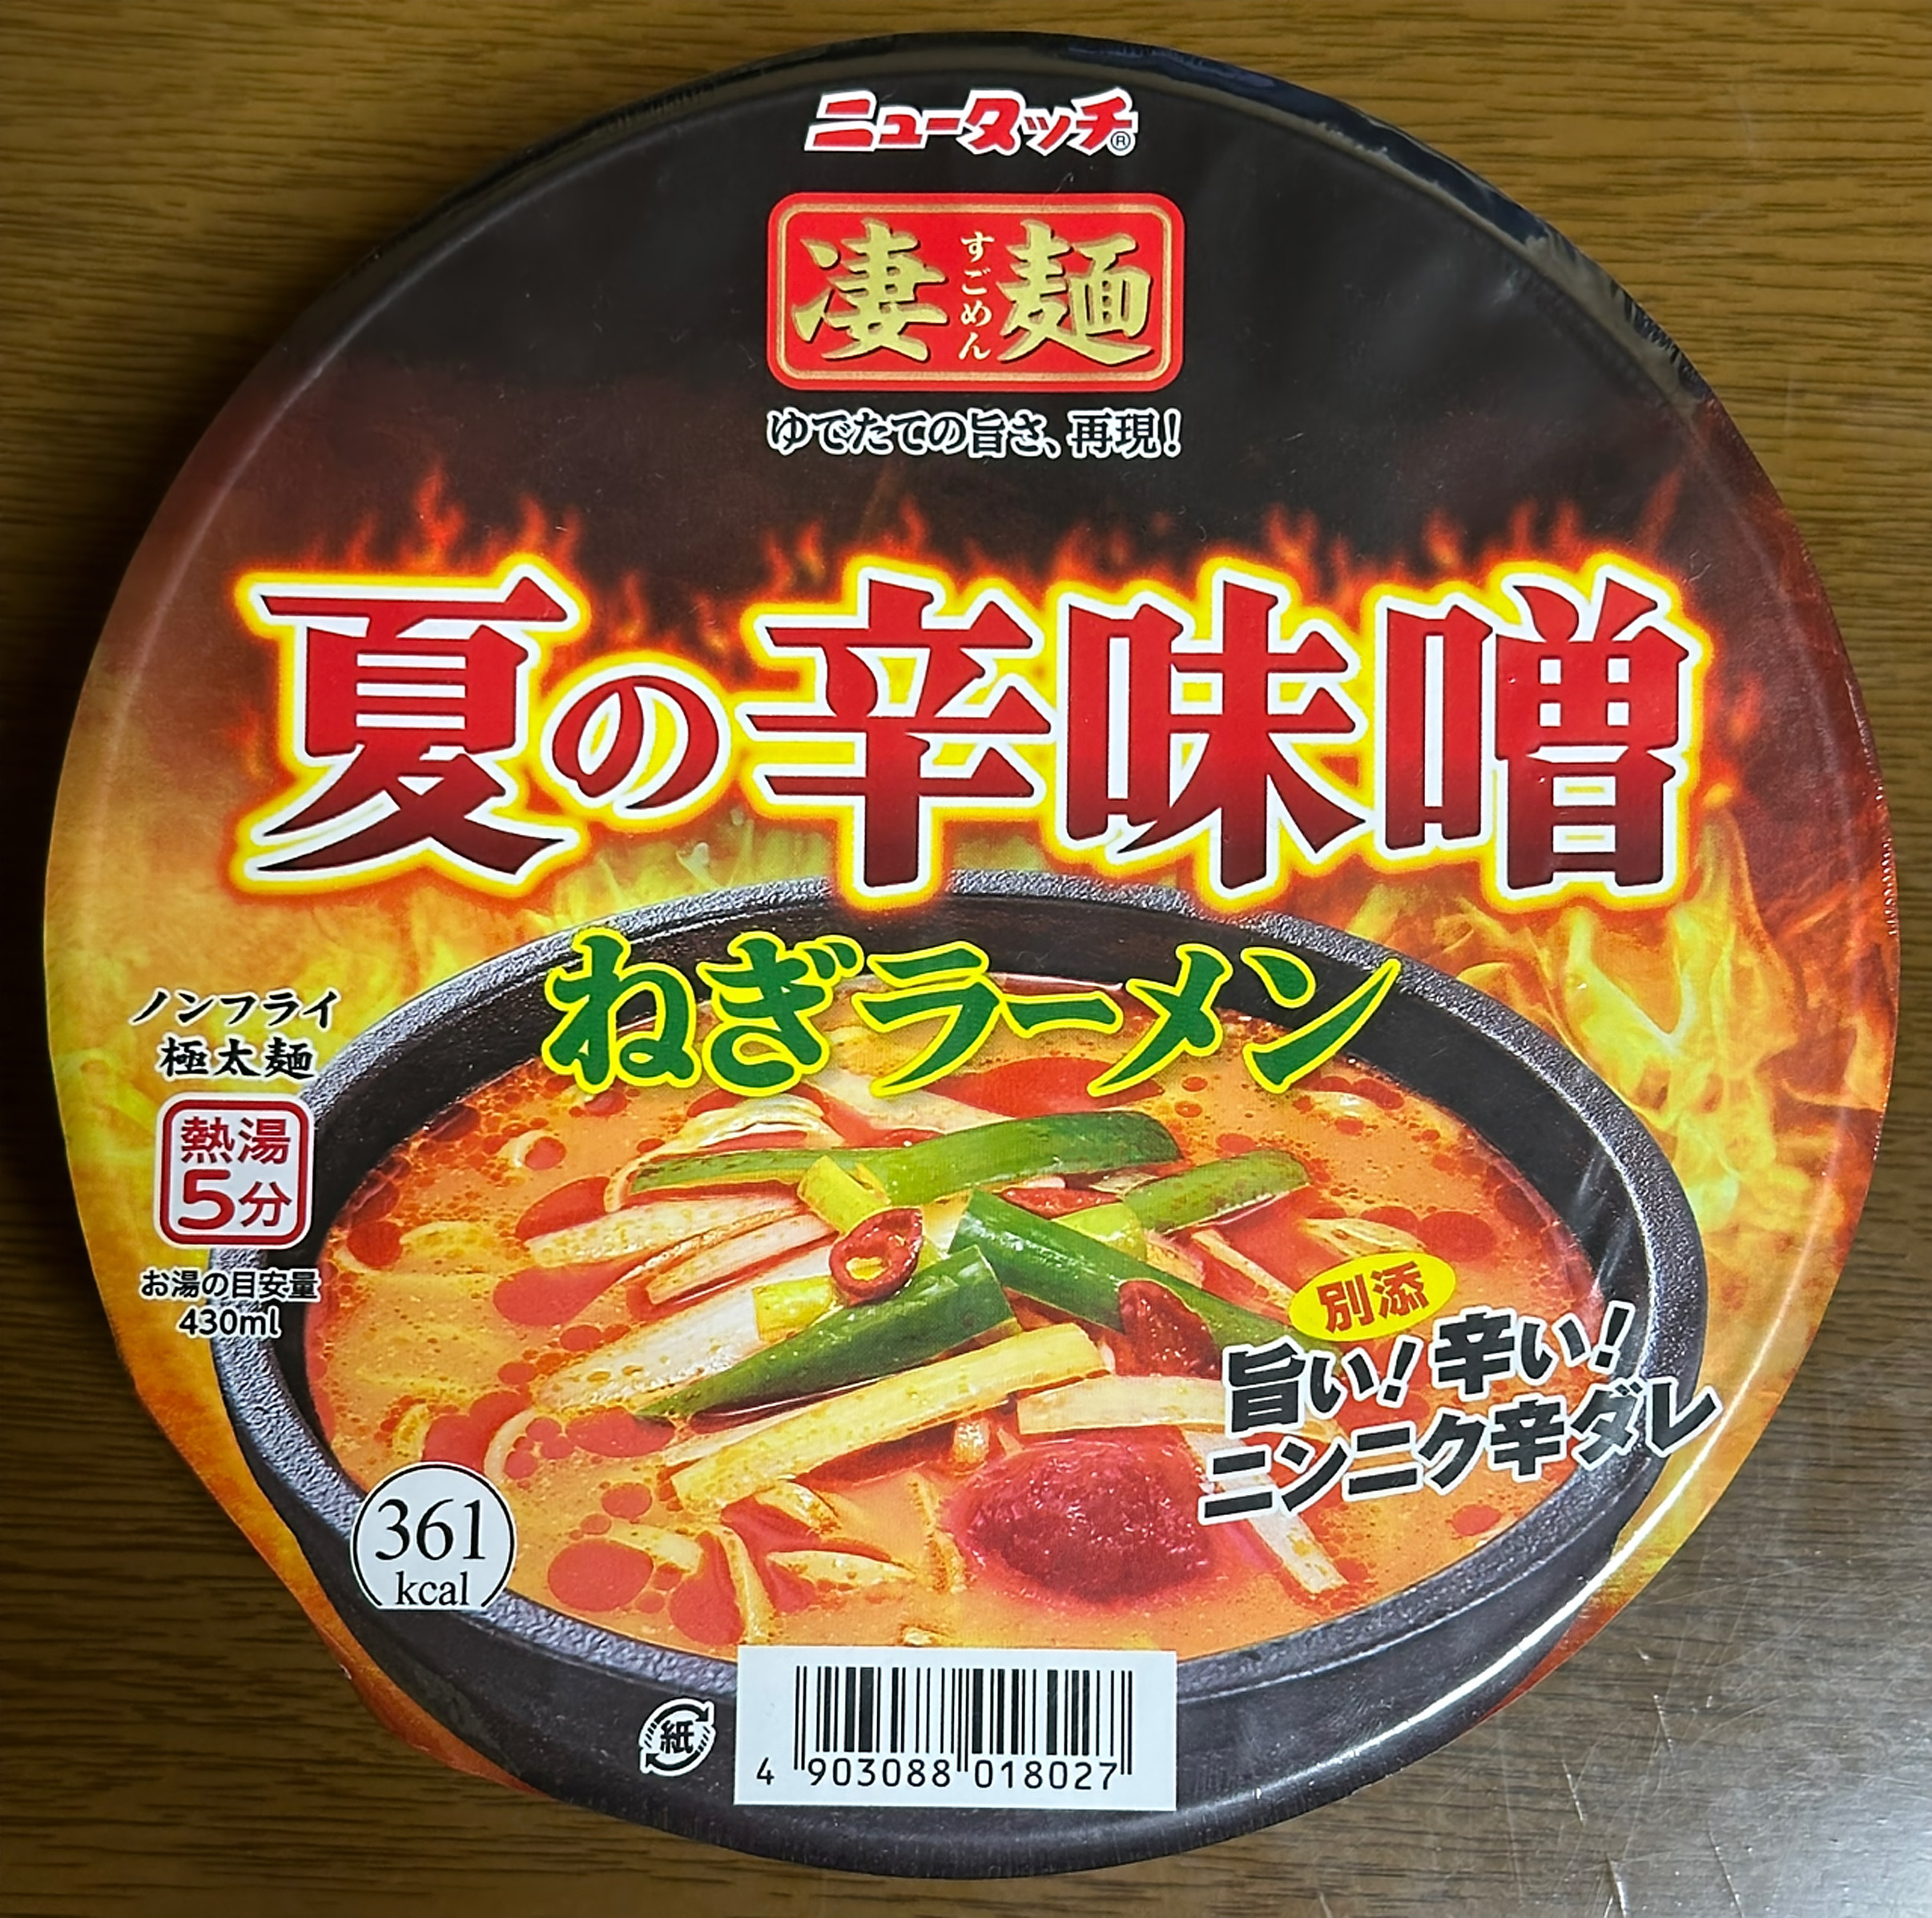 ニュータッチ®
凄麺
すごめん
ゆでたての旨さ、再現!
夏の辛味噌
ねぎラーメン
ノンフライ
極太麺
熱湯
5分
お湯の目安量
430ml
別添
旨い!辛い!
ニンニク辛ダレ
361
kcal
紙
4 903088 018027